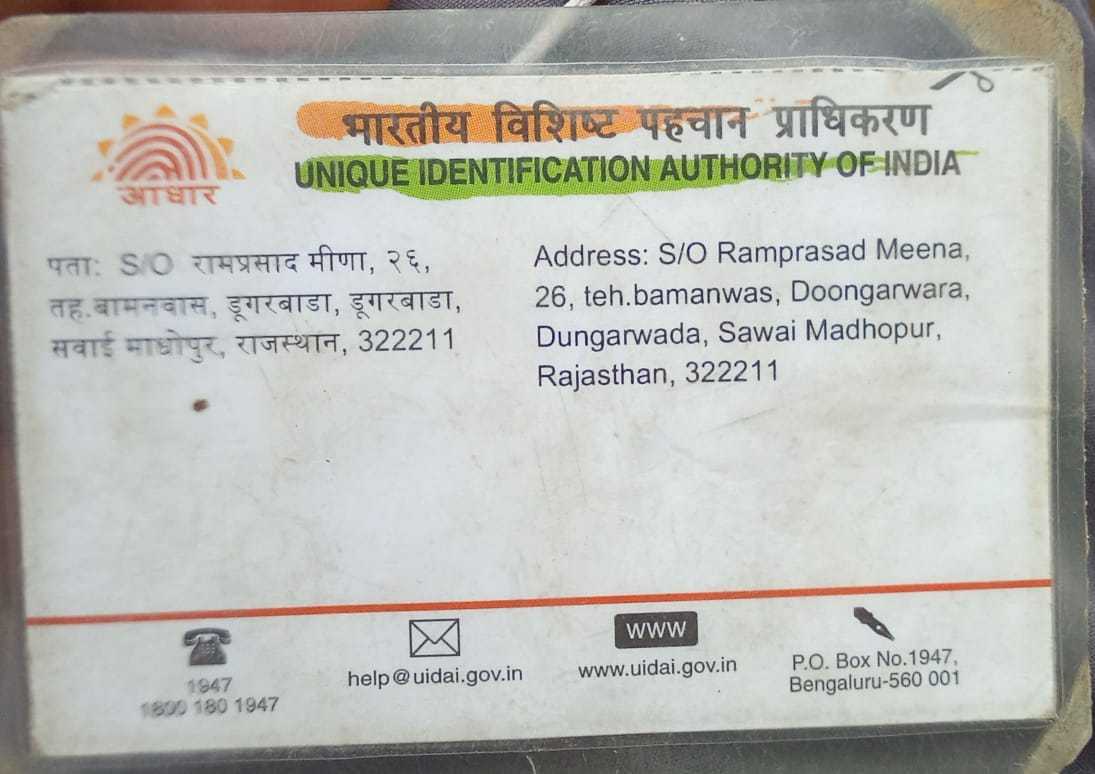 भारतीय विशिष्ट पहचान प्राधिकरण
UNIQUE IDENTIFICATION AUTHORITY OF INDIA
आधार
पता: S/O रामप्रसाद मीणा, २६,
तह.बामनवास, डूगरबाडा, डूगरबाडा,
सवाई माधोपुर, राजस्थान, 322211
Address: S/O Ramprasad Meena,
26, teh.bamanwas, Doongarwara,
Dungarwada, Sawai Madhopur,
Rajasthan, 322211
1947
1800 180 1947
help@uidai.gov.in
www
www.uidai.gov.in
P.O. Box No.1947,
Bengaluru-560 001